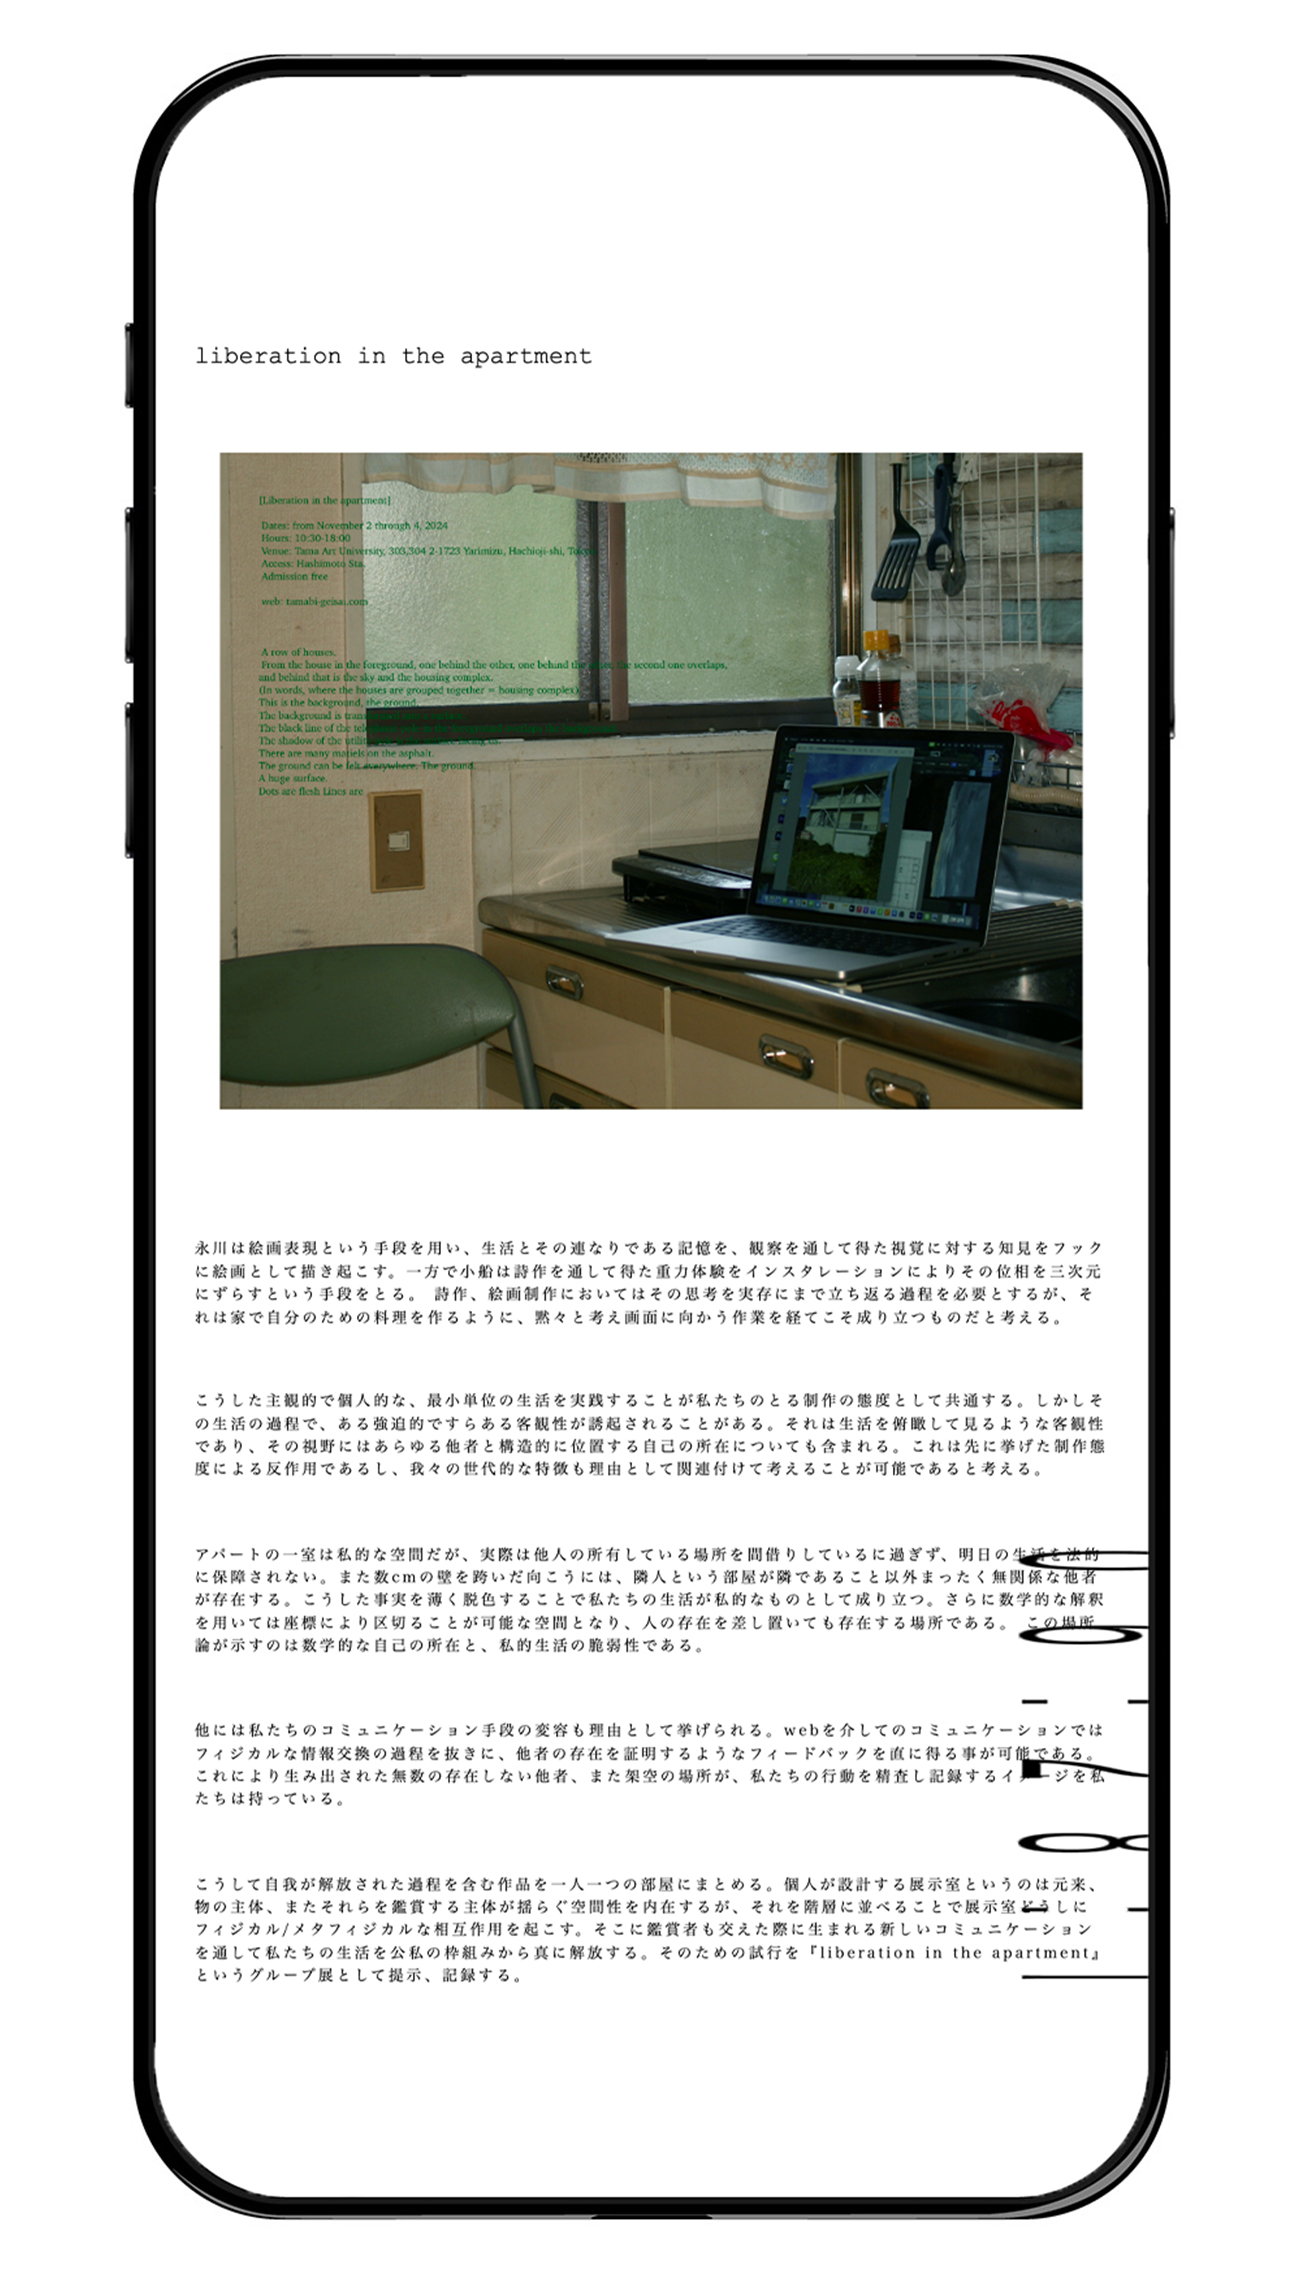 liberation in the apartment
[Liberation in the apartment]
Dates: from November 2 through 4, 2024
Hours: 10:30-18:00
Venue: Tama Art University, 303,304 2-1723 Yarimizu, Hachioji-shi, Tokyo
Access: Hashimoto Sta.
Admission free
web: tamabi-geisai.com
A row of houses.
From the house in the foreground, one behind the other, one behind the other, the second one overlaps,
and behind that is the sky and the housing complex.
(In words, where the houses are grouped together = housing complex)
This is the background, the ground.
The background is
The black line of the
The shadow of the
There are many on the asphalt.
The ground can be felt everywhere. The ground.
A huge surface.
Dots are flesh Lines are
永川は絵画表現という手段を用い、生活とその連なりである記憶を、観察を通して得た視覚に対する知見をフック
に絵画として描き起こす。一方で小船は詩作を通して得た重力体験をインスタレーションによりその位相を三次元
にずらすという手段をとる。 詩作、絵画制作においてはその思考を実存にまで立ち返る過程を必要とするが、そ
れは家で自分のための料理を作るように、黙々と考え画面に向かう作業を経てこそ成り立つものだと考える。
こうした主観的で個人的な、最小単位の生活を実践することが私たちのとる制作の態度として共通する。しかしそ
の生活の過程で、ある強迫的ですらある客観性が誘起されることがある。それは生活を俯瞰して見るような客観性
であり、その視野にはあらゆる他者と構造的に位置する自己の所在についても含まれる。これは先に挙げた制作態
度による反作用であるし、我々の世代的な特徴も理由として関連付けて考えることが可能であると考える。
アパートの一室は私的な空間だが、実際は他人の所有している場所を間借りしているに過ぎず、明日の生活を法的
に保障されない。また数cmの壁を跨いだ向こうには、隣人という部屋が隣であること以外まったく無関係な他者
が存在する。こうした事実を薄く脱色することで私たちの生活が私的なものとして成り立つ。さらに数学的な解釈
を用いては座標により区切ることが可能な空間となり、人の存在を差し置いても存在する場所である。 この場所
論が示すのは数学的な自己の所在と、私的生活の脆弱性である。
他には私たちのコミュニケーション手段の変容も理由として挙げられる。webを介してのコミュニケーションでは
フィジカルな情報交換の過程を抜きに、他者の存在を証明するようなフィードバックを直に得る事が可能である。
これにより生み出された無数の存在しない他者、また架空の場所が、私たちの行動を精査し記録するイメージを私
たちは持っている。
こうして自我が解放された過程を含む作品を一人一つの部屋にまとめる。個人が設計する展示室というのは元来、
物の主体、またそれらを鑑賞する主体が揺らぐ空間性を内在するが、それを階層に並べることで展示室どうしに
フィジカル/メタフィジカルな相互作用を起こす。そこに鑑賞者も交えた際に生まれる新しいコミュニケーション
を通して私たちの生活を公私の枠組みから真に解放する。そのための試行を『liberation in the apartment』
というグループ展として提示、記録する。